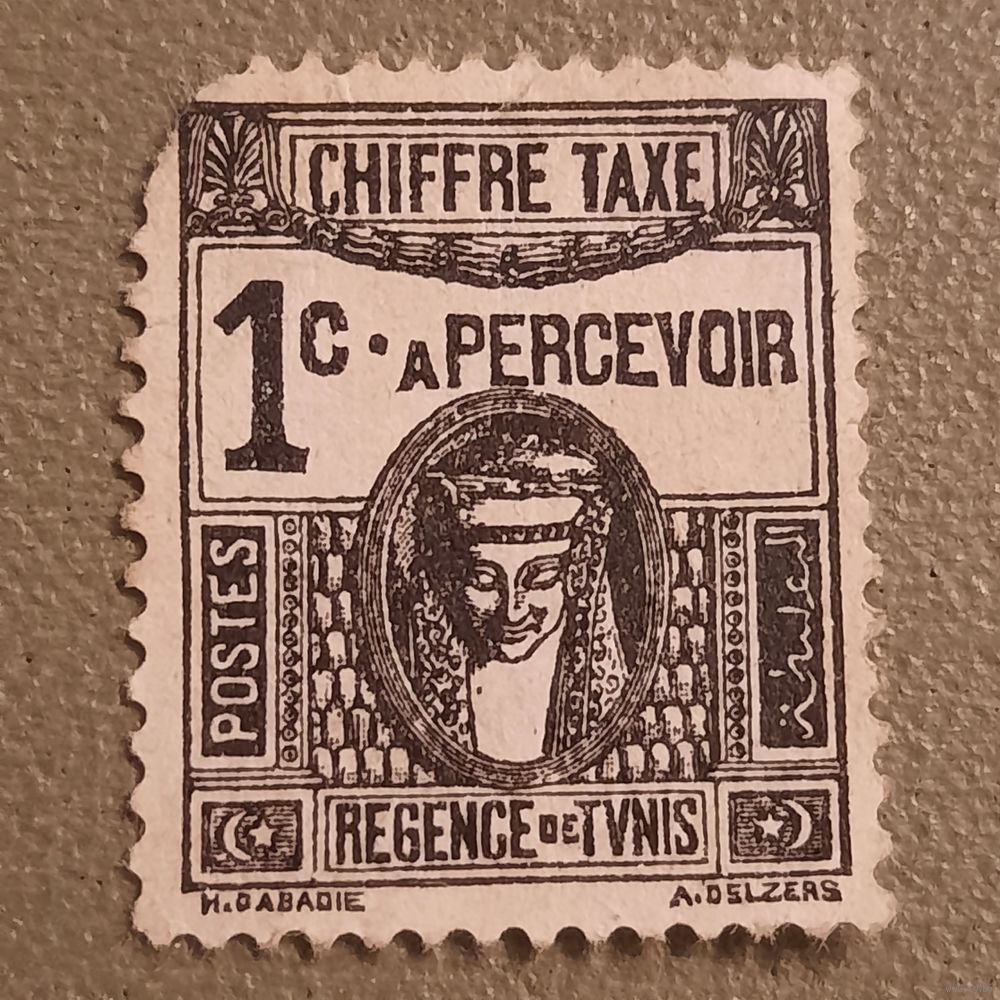 CHIFFRE TAXE
1c. A PERCEVOIR
POSTES
REGENCE DE TVNIS
H.DABADIE
A.DELZERS